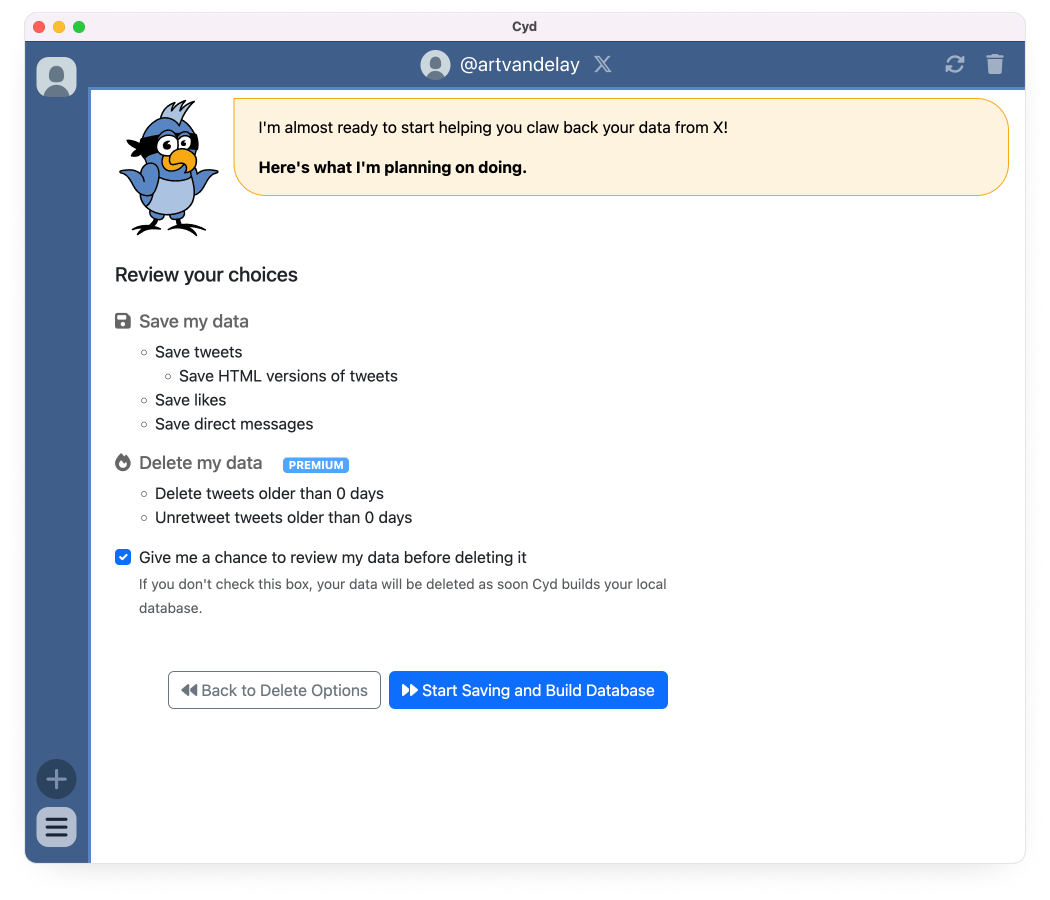 Cyd
@artvandelay
I'm almost ready to start helping you claw back your data from X!
Here's what I'm planning on doing.
Review your choices
Save my data
Save tweets
Save HTML versions of tweets
Save likes
Save direct messages
Delete my data PREMIUM
Delete tweets older than 0 days
Unretweet tweets older than 0 days
Give me a chance to review my data before deleting it
If you don't check this box, your data will be deleted as soon Cyd builds your local
database.
Back to Delete Options Start Saving and Build Database